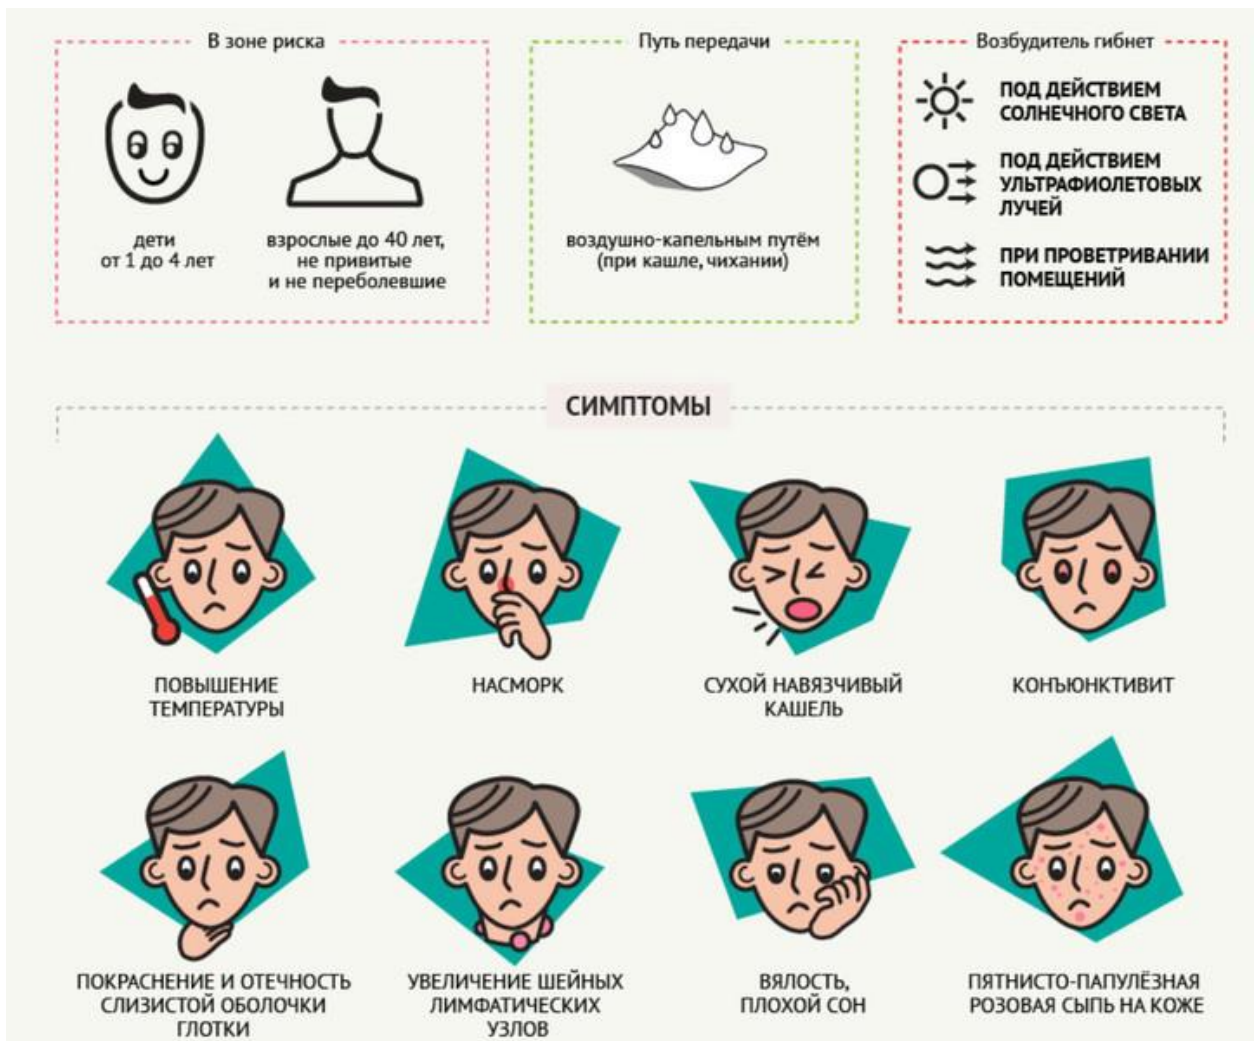 В зоне риска
дети
от 1 до 4 лет
взрослые до 40 лет,
не привитые
и не переболевшие
Путь передачи
воздушно-капельным путём
(при кашле, чихании)
Возбудитель гибнет
ПОД ДЕЙСТВИЕМ
СОЛНЕЧНОГО СВЕТА
ПОД ДЕЙСТВИЕМ
УЛЬТРАФИОЛЕТОВЫХ
ЛУЧЕЙ
ПРИ ПРОВЕТРИВАНИИ
ПОМЕЩЕНИЙ
СИМПТОМЫ
ПОВЫШЕНИЕ
ТЕМПЕРАТУРЫ
НАСМОРК
СУХОЙ НАВЯЗЧИВЫЙ
КАШЕЛЬ
КОНЪЮНКТИВИТ
ПОКРАСНЕНИЕ И ОТЕЧНОСТЬ
СЛИЗИСТОЙ ОБОЛОЧКИ
ГЛОТКИ
УВЕЛИЧЕНИЕ ШЕЙНЫХ
ЛИМФАТИЧЕСКИХ
УЗЛОВ
ВЯЛОСТЬ,
ПЛОХОЙ СОН
ПЯТНИСТО-ПАПУЛЁЗНАЯ
РОЗОВАЯ СЫПЬ НА КОЖЕ